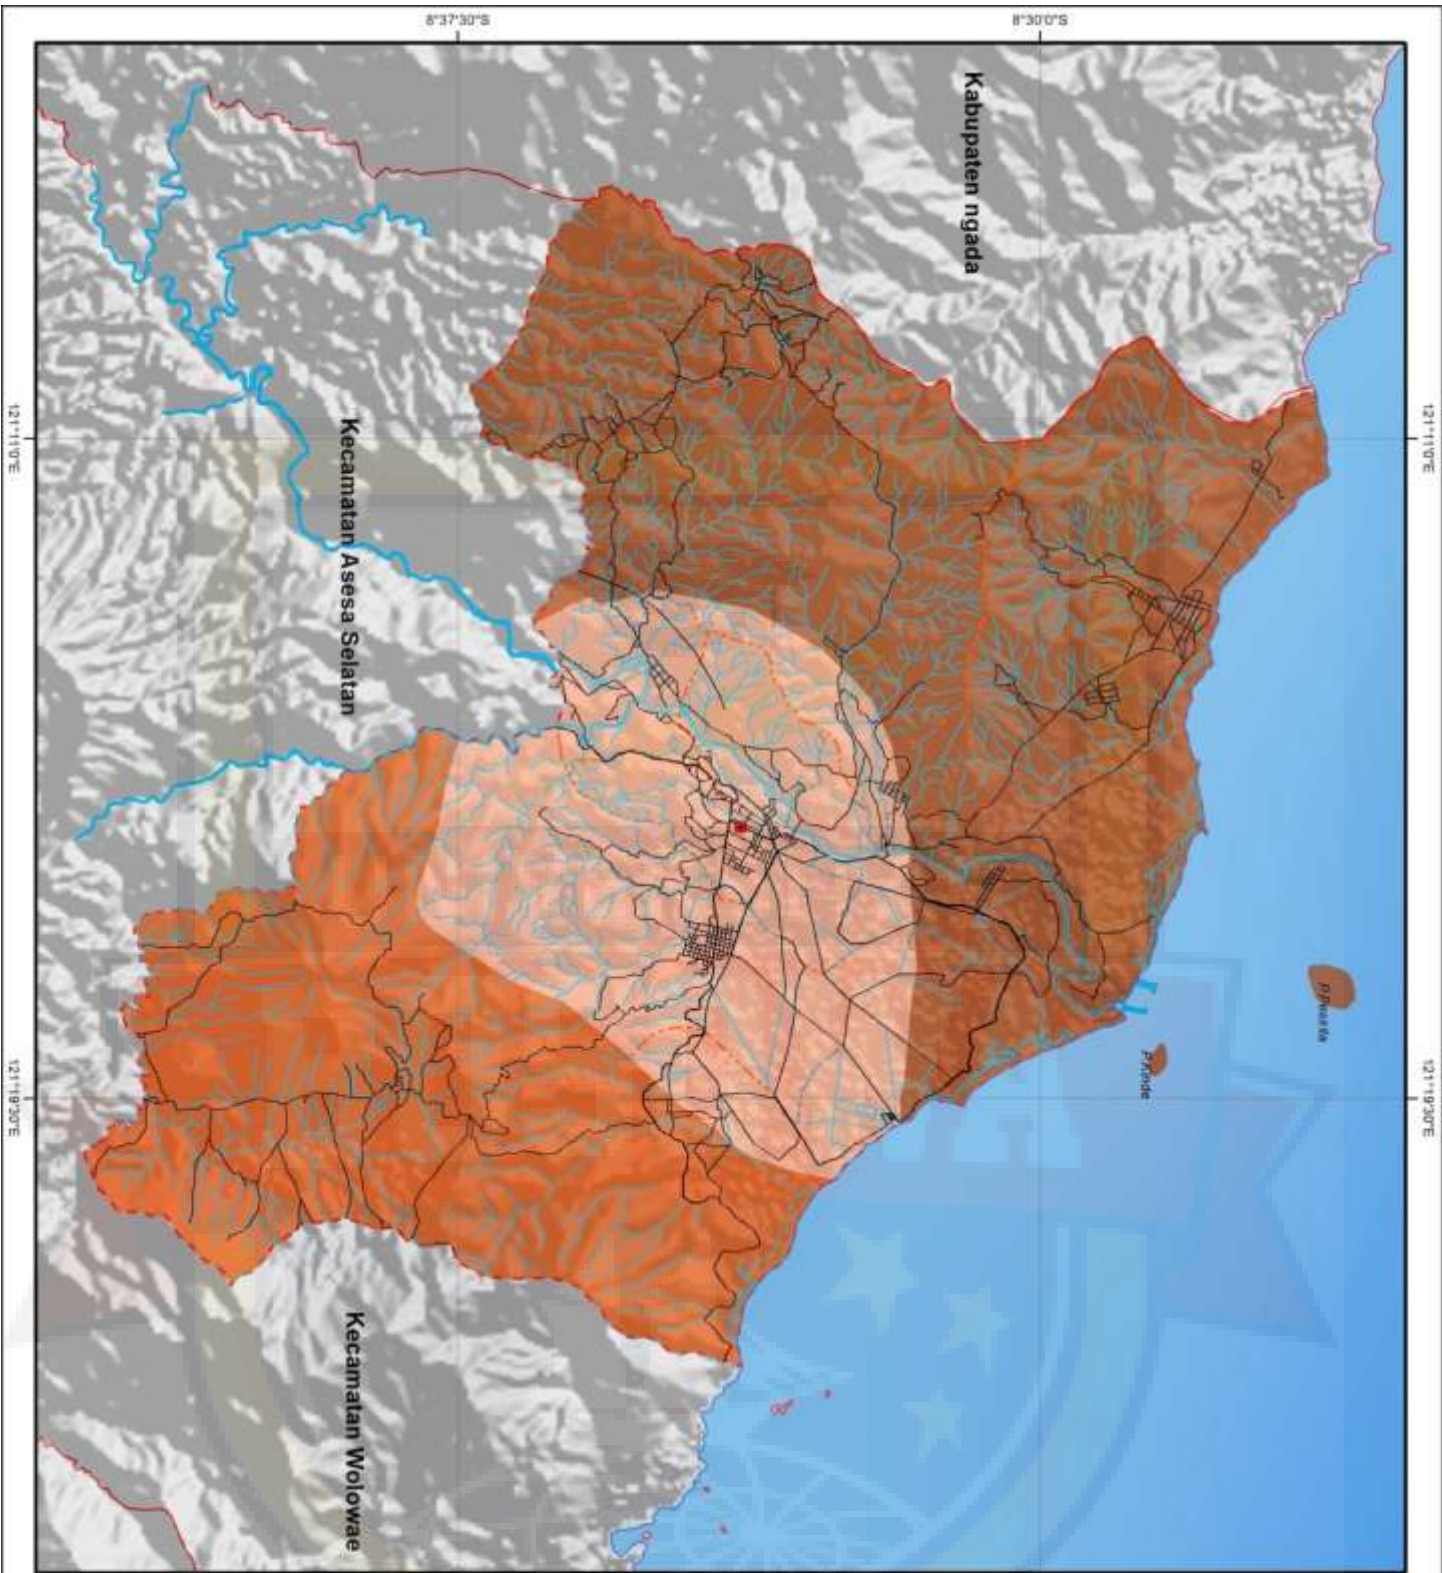 8°37'30"S
8°30'0"S
Kabupaten ngada
121°11'0"E
121°11'0"E
Kecamatan Asesa Selatan
P.Kinde
121°19'30"E
121°19'30"E
Kecamatan Wolowae